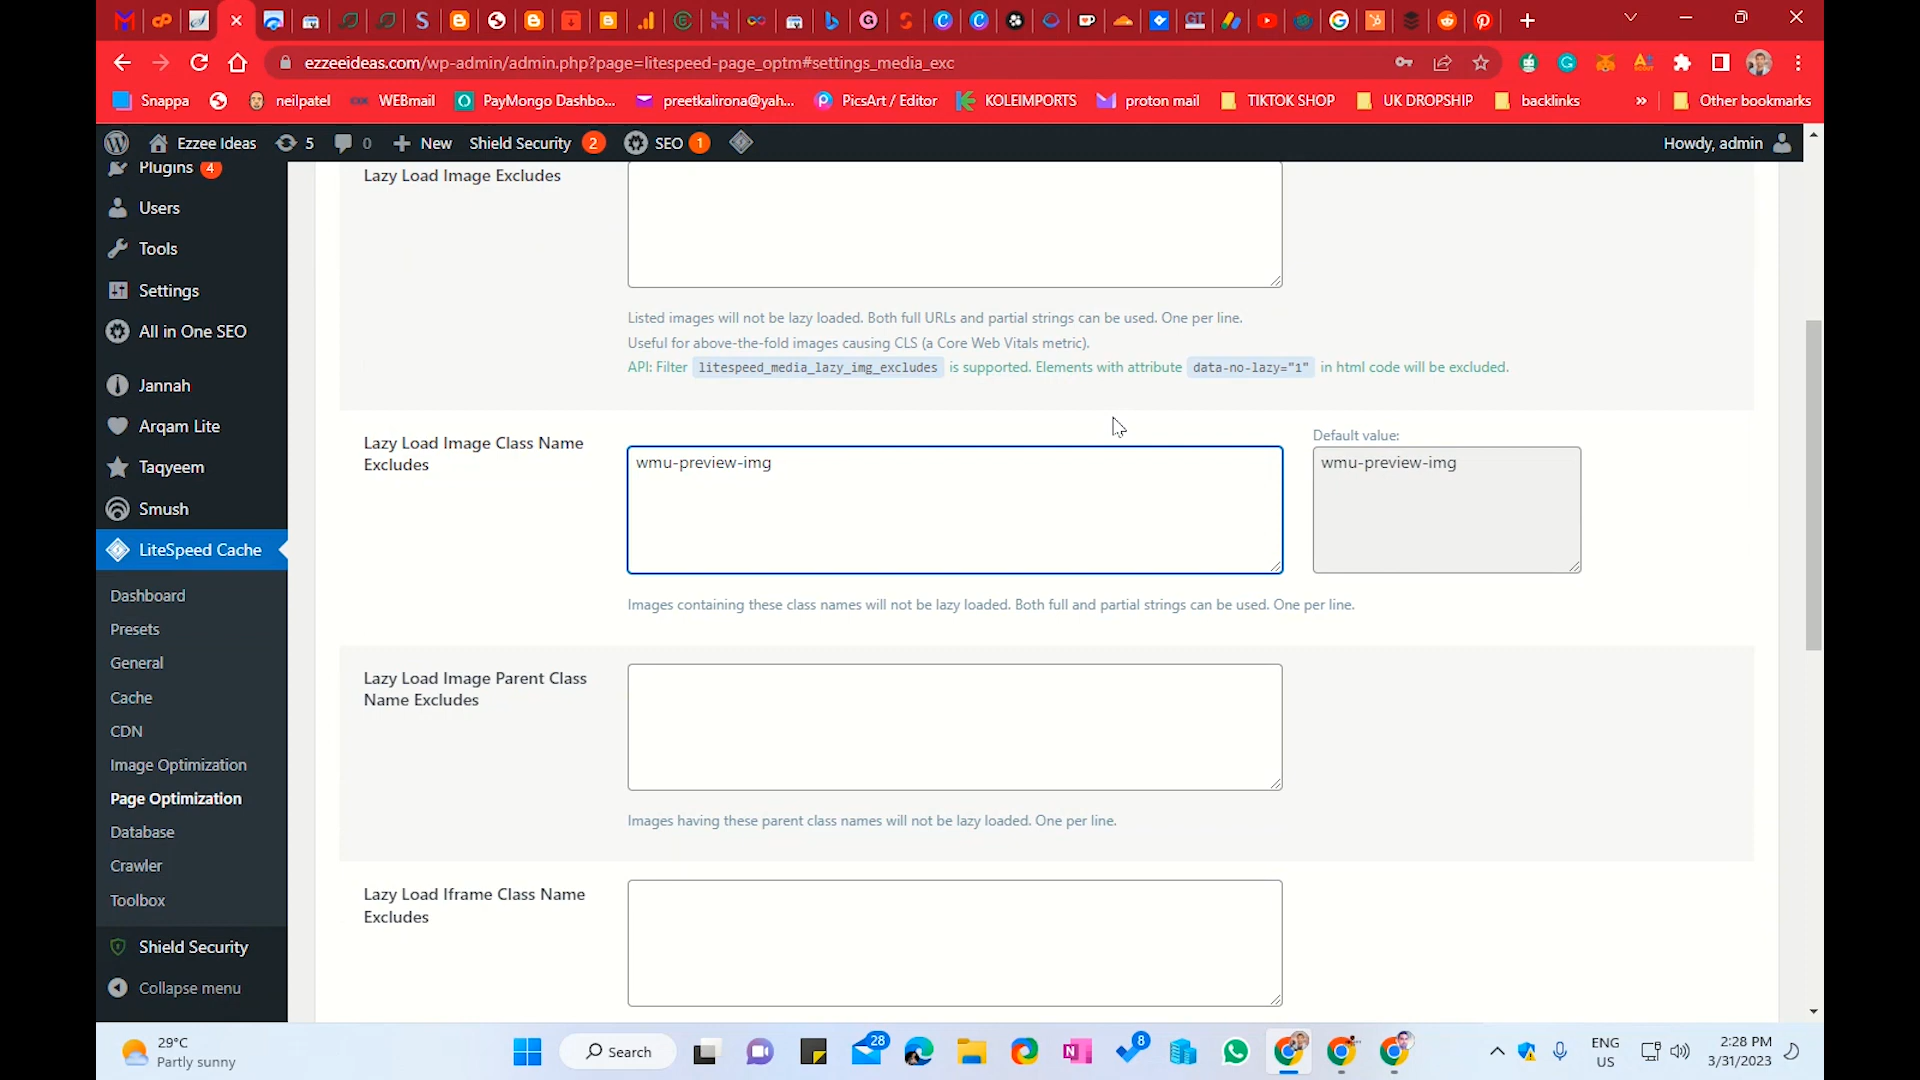 ezzeeideas.com/wp-admin/admin.php?page=litespeed-page_optm#settings_media_exc
Snappa
neilpatel
WEBmail
PayMongo Dashbo...
preetkalirona@yah...
PicsArt / Editor
KOLEIMPORTS
proton mail
TIKTOK SHOP
UK DROPSHIP
backlinks
»
Other bookmarks
Ezzee Ideas
5
0
New
Shield Security 2
SEO 1
Howdy, admin
Plugins 4
Users
Tools
Settings
All in One SEO
Jannah
Arqam Lite
Taqyeem
Smush
LiteSpeed Cache
Dashboard
Presets
General
Cache
CDN
Image Optimization
Page Optimization
Database
Crawler
Toolbox
Shield Security
Collapse menu
Lazy Load Image Excludes
Listed images will not be lazy loaded. Both full URLs and partial strings can be used. One per line.
Useful for above-the-fold images causing CLS (a Core Web Vitals metric).
API: Filter litespeed_media_lazy_img_excludes is supported. Elements with attribute data-no-lazy="1" in html code will be excluded.
Lazy Load Image Class Name
Excludes
wmu-preview-img
Default value:
wmu-preview-img
Images containing these class names will not be lazy loaded. Both full and partial strings can be used. One per line.
Lazy Load Image Parent Class
Name Excludes
Images having these parent class names will not be lazy loaded. One per line.
Lazy Load Iframe Class Name
Excludes
29°C
Partly sunny
Search
28
8
ENG
US
2:28 PM
3/31/2023